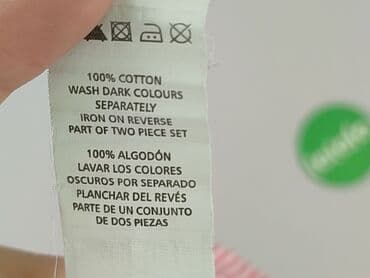 100% COTTON
WASH DARK COLOURS
SEPARATELY
IRON ON REVERSE
PART OF TWO PIECE SET
100% ALGODÓN
LAVAR LOS COLORES
OSCUROS POR SEPARADO
PLANCHAR DEL REVÉS
PARTE DE UN CONJUNTO
DE DOS PIEZAS